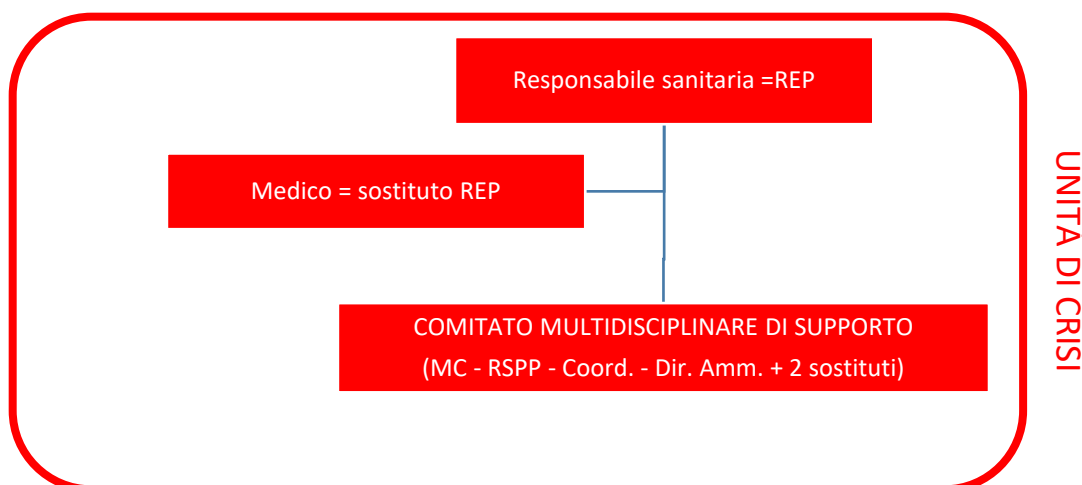 Responsabile sanitaria =REP
Medico = sostituto REP
COMITATO MULTIDISCIPLINARE DI SUPPORTO
(MC - RSPP - Coord. - Dir. Amm. + 2 sostituti)
UNITA DI CRISI